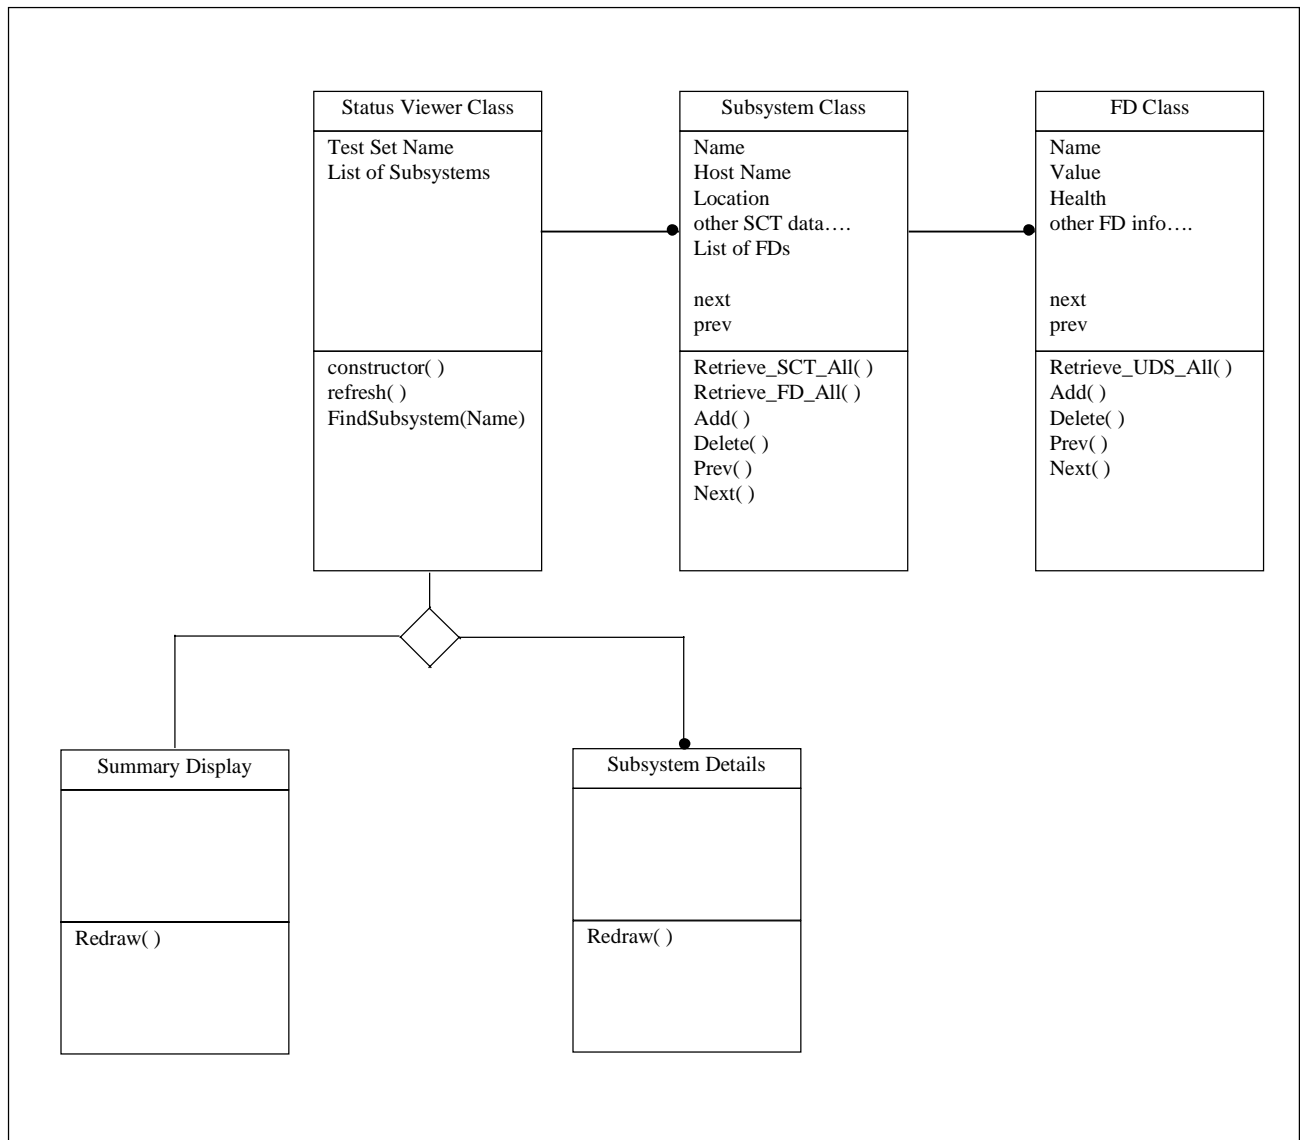 Status Viewer Class
Test Set Name
List of Subsystems
constructor( )
refresh( )
FindSubsystem(Name)
Subsystem Class
Name
Host Name
Location
other SCT data….
List of FDs
next
prev
Retrieve_SCT_All( )
Retrieve_FD_All( )
Add( )
Delete( )
Prev( )
Next( )
FD Class
Name
Value
Health
other FD info….
next
prev
Retrieve_UDS_All( )
Add( )
Delete( )
Prev( )
Next( )
Summary Display
Redraw( )
Subsystem Details
Redraw( )